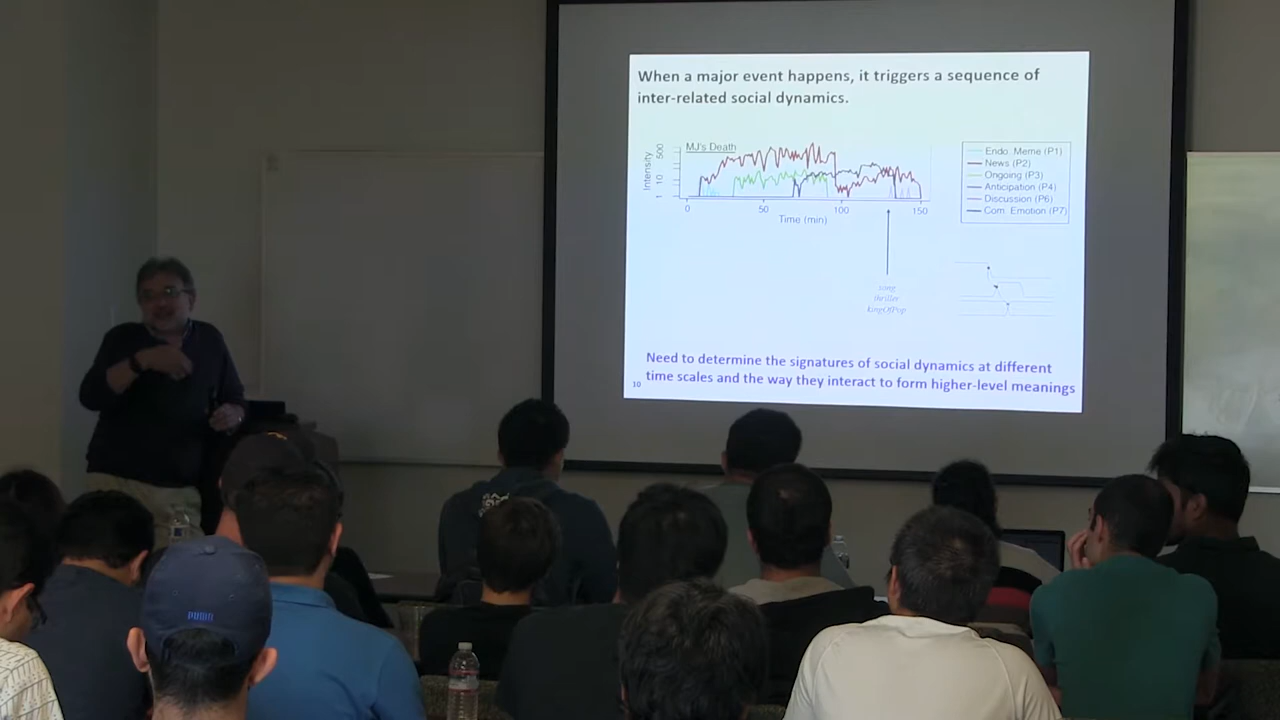 When a major event happens, it triggers a sequence of
inter-related social dynamics.
MJ's Death
Intensity
500
10
1
0
50
100
150
Time (min)
Endo. Meme (P1)
News (P2)
Ongoing (P3)
Anticipation (P4)
Discussion (P6)
Com. Emotion (P7)
song
thriller
kingOfPop
Need to determine the signatures of social dynamics at different
time scales and the way they interact to form higher-level meanings
10
PUMA